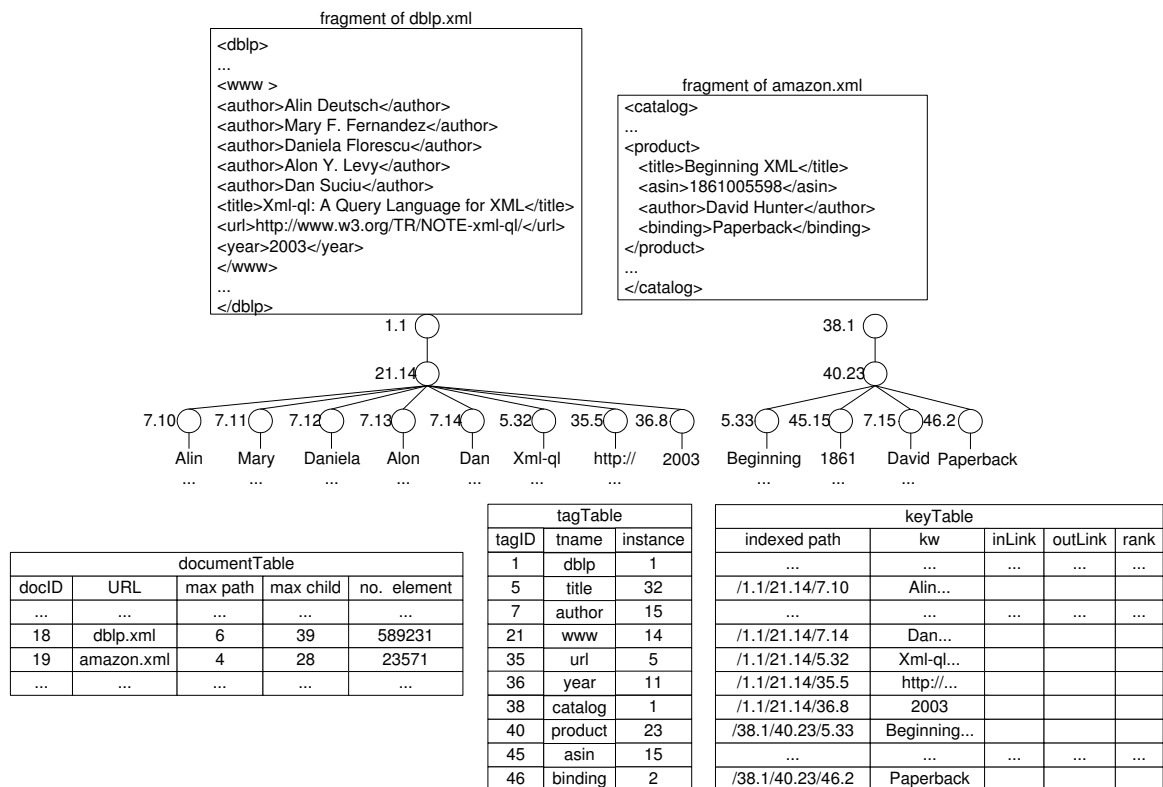 fragment of dblp.xml
<dblp>
...
<www >
<author>Alin Deutsch</author>
<author>Mary F. Fernandez</author>
<author>Daniela Florescu</author>
<author>Alon Y. Levy</author>
<author>Dan Suciu</author>
<title>Xml-ql: A Query Language for XML</title>
<url>http://www.w3.org/TR/NOTE-xml-ql/</url>
<year>2003</year>
</www>
...
</dblp>
fragment of amazon.xml
<catalog>
...
<product>
<title>Beginning XML</title>
<asin>1861005598</asin>
<author>David Hunter</author>
<binding>Paperback</binding>
</product>
...
</catalog>
1.1
38.1
21.14
40.23
7.10 7.11 7.12 7.13 7.14 5.32 35.5 36.8 5.33 45.15 7.15 46.2
Alin Mary Daniela Alon Dan Xml-ql http:// 2003 Beginning 1861 David Paperback
... ... ... ... ... ... ... ... ... ...
documentTable
docID URL max path max child no. element
... ... ... ... ...
18 dblp.xml 6 39 589231
19 amazon.xml 4 28 23571
... ... ... ... ...
tagTable
tagID tname instance
1 dblp 1
5 title 32
7 author 15
21 www 14
35 url 5
36 year 11
38 catalog 1
40 product 23
45 asin 15
46 binding 2
keyTable
indexed path kw inLink outLink rank
... ... ... ... ...
/1.1/21.14/7.10 Alin...
... ... ... ... ...
/1.1/21.14/7.14 Dan...
/1.1/21.14/5.32 Xml-ql...
/1.1/21.14/35.5 http://...
/1.1/21.14/36.8 2003
/38.1/40.23/5.33 Beginning...
... ... ... ... ...
/38.1/40.23/46.2 Paperback